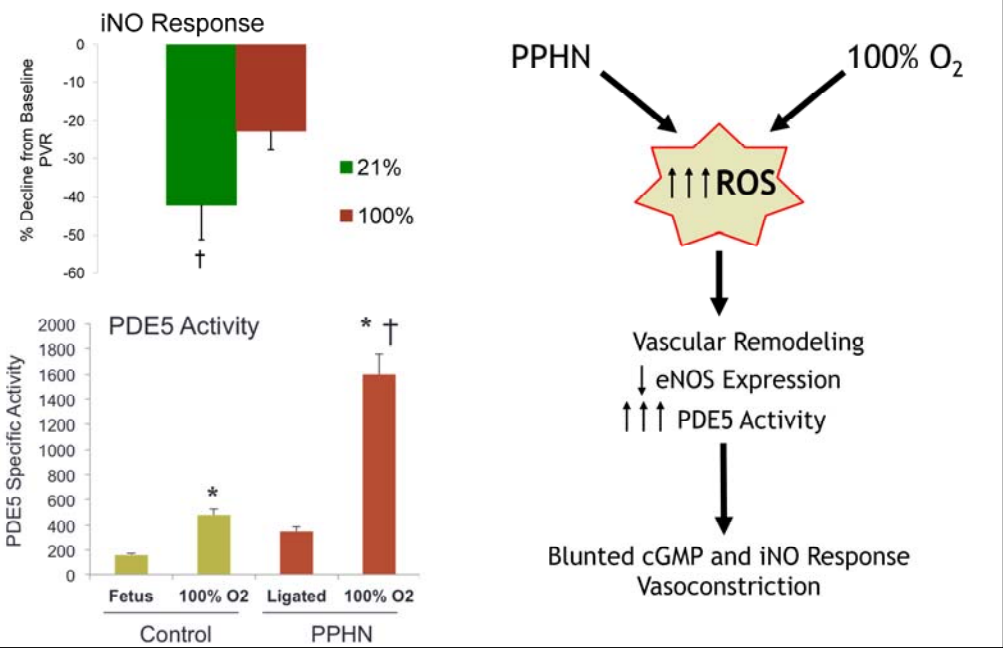 iNO Response
% Decline from Baseline
PVR
0
-10
-20
-30
-40
-50
-60
†
21%
100%
PDE5 Activity
PDE5 Specific Activity
2000
1800
1600
1400
1200
1000
800
600
400
200
0
*
* †
Fetus 100% O2 Ligated 100% O2
Control PPHN
PPHN 100% O₂
↑↑↑ROS
Vascular Remodeling
↓ eNOS Expression
↑↑↑ PDE5 Activity
Blunted cGMP and iNO Response
Vasoconstriction